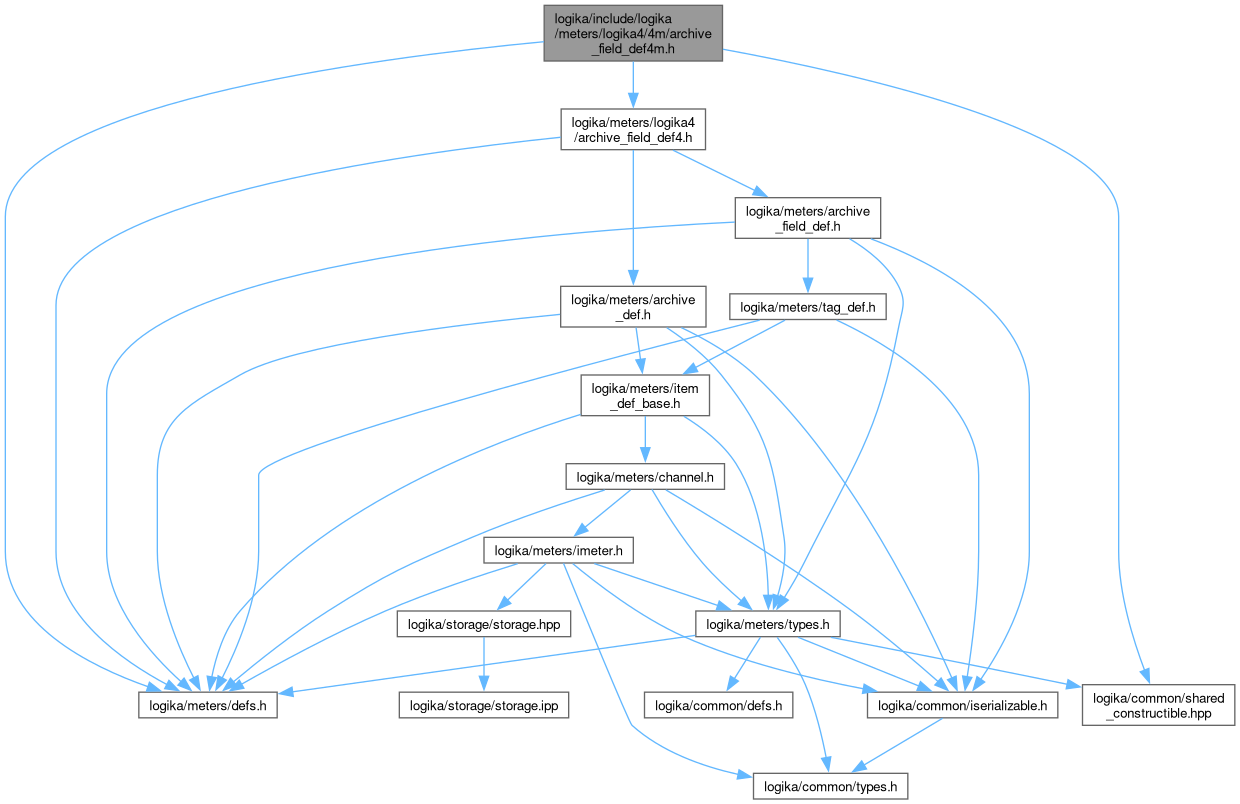 logika/include/logika
/meters/logika4/4m/archive
_field_def4m.h
logika/meters/logika4
/archive_field_def4.h
logika/meters/archive
_field_def.h
logika/meters/archive
_def.h
logika/meters/tag_def.h
logika/meters/item
_def_base.h
logika/meters/channel.h
logika/meters/imeter.h
logika/storage/storage.hpp
logika/meters/types.h
logika/meters/defs.h
logika/storage/storage.ipp
logika/common/defs.h
logika/common/iserializable.h
logika/common/shared
_constructible.hpp
logika/common/types.h